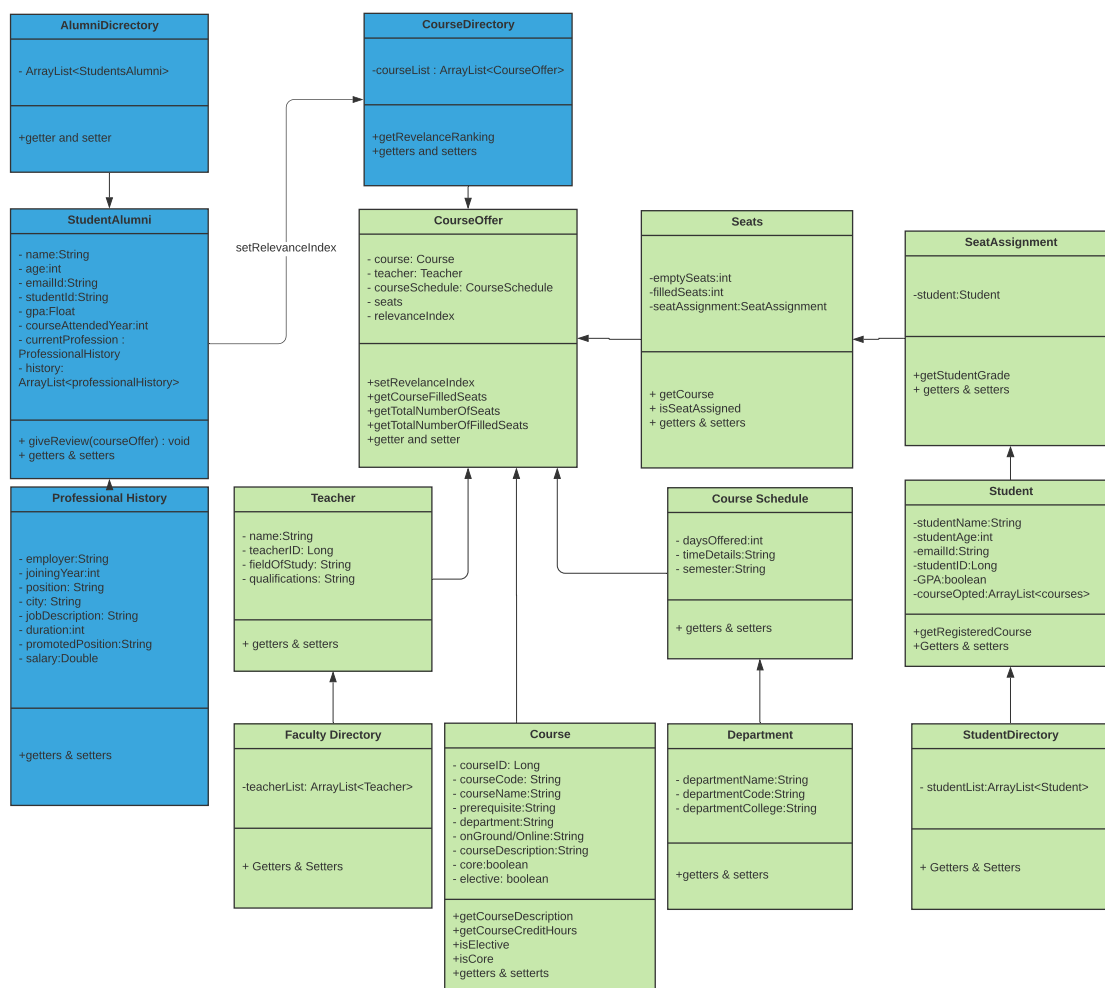 AlumniDicrectory
- ArrayList<StudentsAlumni>
+getter and setter
CourseDirectory
-courseList : ArrayList<CourseOffer>
+getRevelanceRanking
+getters and setters
setRelevanceIndex
StudentAlumni
- name:String
- age:int
- emailId:String
- studentId:String
- gpa:Float
- courseAttendedYear:int
- currentProfession :
ProfessionalHistory
- history:
ArrayList<professionalHistory>
+ giveReview(courseOffer) : void
+ getters & setters
CourseOffer
- course: Course
- teacher: Teacher
- courseSchedule: CourseSchedule
- seats
- relevanceIndex
+setRevelanceIndex
+getCourseFilledSeats
+getTotalNumberOfSeats
+getTotalNumberOfFilledSeats
+getter and setter
Seats
-emptySeats:int
-filledSeats:int
-seatAssignment:SeatAssignment
+ getCourse
+ isSeatAssigned
+ getters & setters
SeatAssignment
-student:Student
+getStudentGrade
+ getters & setters
Professional History
- employer:String
- joiningYear:int
- position: String
- city: String
- jobDescription: String
- duration:int
- promotedPosition:String
- salary:Double
+getters & setters
Teacher
- name:String
- teacherID: Long
- fieldOfStudy: String
- qualifications: String
+ getters & setters
Course Schedule
- daysOffered:int
- timeDetails:String
- semester:String
+ getters & setters
Student
-studentName:String
-studentAge:int
-emailId:String
-studentID:Long
-GPA:boolean
-courseOpted:ArrayList<courses>
+getRegisteredCourse
+Getters & setters
Faculty Directory
-teacherList: ArrayList<Teacher>
+ Getters & Setters
Course
- courseID: Long
- courseCode: String
- courseName:String
- prerequisite:String
- department:String
- onGround/Online:String
- courseDescription:String
- core:boolean
- elective: boolean
+getCourseDescription
+getCourseCreditHours
+isElective
+isCore
+getters & setterts
Department
- departmentName:String
- departmentCode:String
- departmentCollege:String
+getters & setters
StudentDirectory
- studentList:ArrayList<Student>
+ Getters & Setters